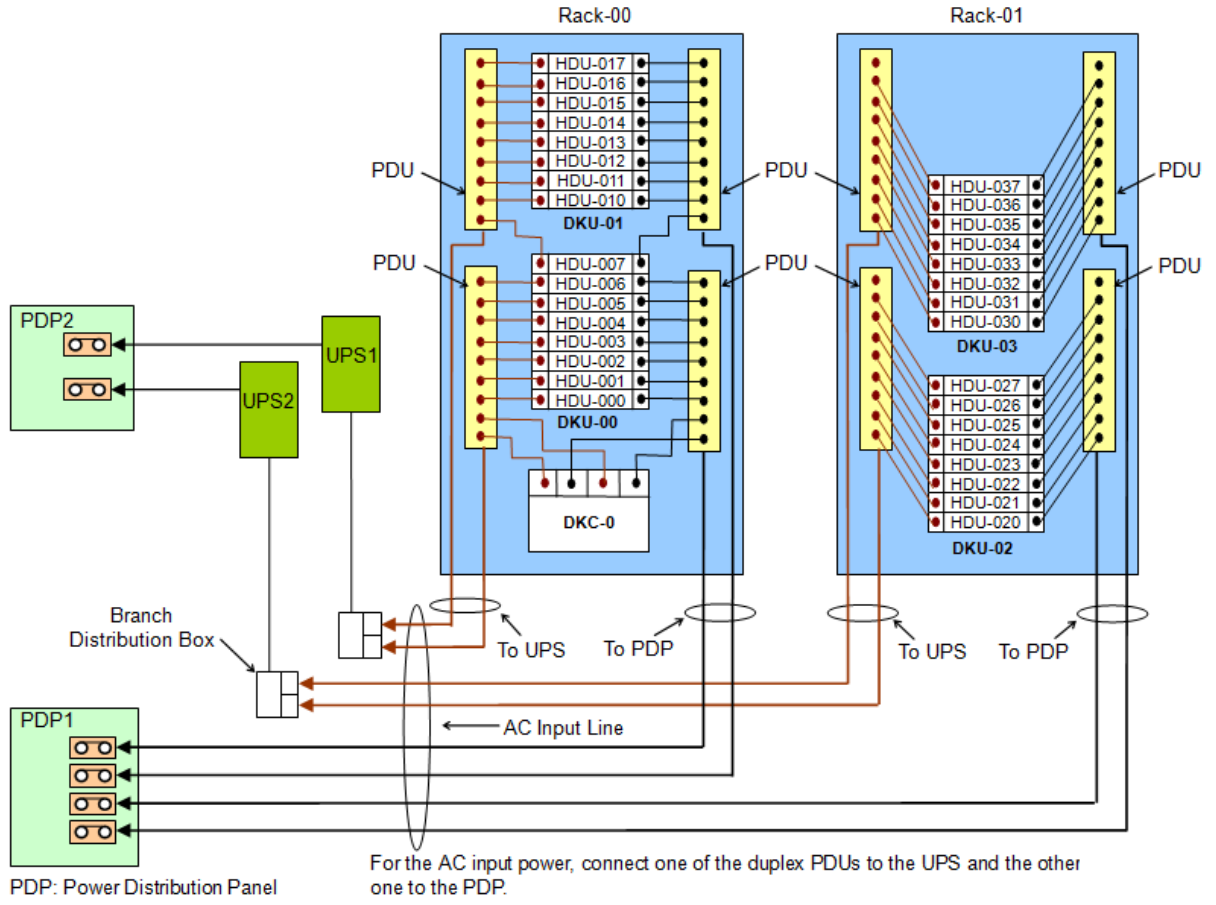 Rack-00
Rack-01
HDU-017
HDU-016
HDU-015
HDU-014
HDU-013
HDU-012
HDU-011
HDU-010
DKU-01
PDU
PDU
PDU
HDU-037
HDU-036
HDU-035
HDU-034
HDU-033
HDU-032
HDU-031
HDU-030
DKU-03
HDU-007
HDU-006
HDU-005
HDU-004
HDU-003
HDU-002
HDU-001
HDU-000
DKU-00
PDU
PDU
PDU
HDU-027
HDU-026
HDU-025
HDU-024
HDU-023
HDU-022
HDU-021
HDU-020
DKU-02
DKC-0
PDP2
UPS1
UPS2
Branch
Distribution Box
To UPS
To PDP
To UPS
To PDP
AC Input Line
PDP1
PDP: Power Distribution Panel
For the AC input power, connect one of the duplex PDUs to the UPS and the other
one to the PDP.